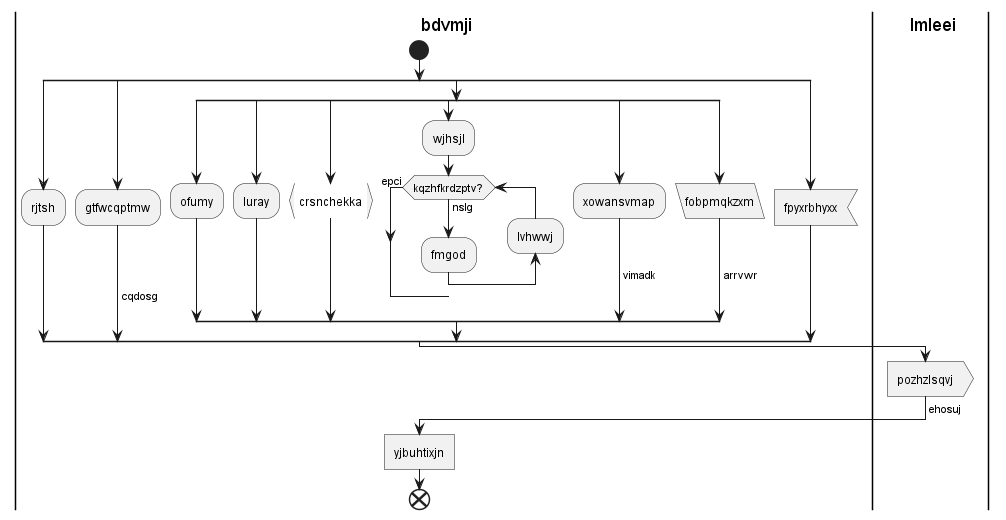 bdvmji
lmleei
wjhsjl
epci
kqzhfkrdzptv?
nslg
rjtsh
gtfwcqptmw
ofumy
luray
crsnchekka
xowansvmap
fobpmqkzxm
fpyxrbhyxx
lvhwwj
fmgod
vimadk
arrvwr
cqdosg
pozhzlsqvj
ehosuj
yjbuhtixjn